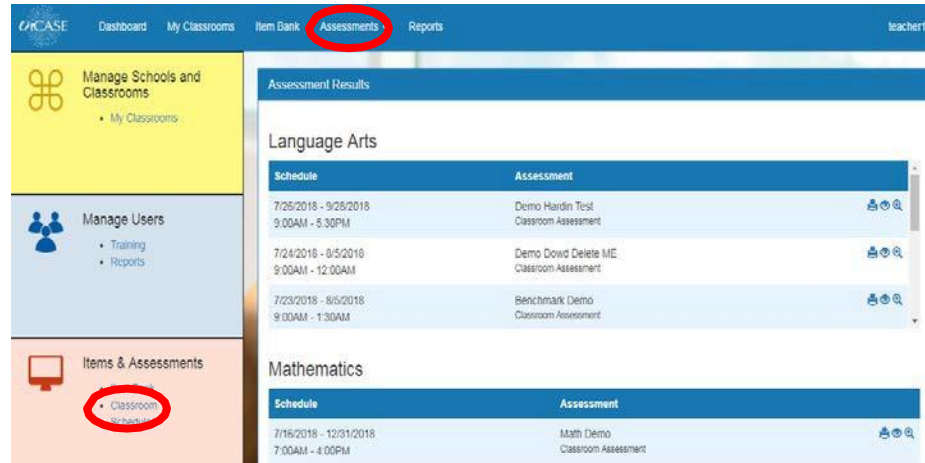 Dashboard My Classrooms Item Bank Assessments Reports
Manage Schools and
Classrooms
• My Classrooms
Manage Users
• Training
• Reports
Items & Assessments
• Classroom
Assessment Results
Language Arts
Schedule Assessment
7/26/2018 - 9/28/2018 Demo Hardin Test
9:00AM - 5:30PM Classroom Assessment
7/24/2018 - 8/5/2018 Demo Dowd Delete ME
9:00AM - 12:00AM Classroom Assessment
7/23/2018 - 8/5/2018 Benchmark Demo
9:00AM - 1:30AM Classroom Assessment
Mathematics
Schedule Assessment
7/16/2018 - 12/31/2018 Math Demo
7:00AM - 4:00PM Classroom Assessment